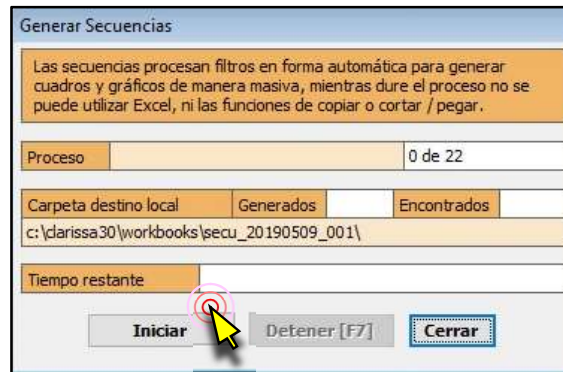 Generar Secuencias
Las secuencias procesan filtros en forma automática para generar
cuadros y gráficos de manera masiva, mientras dure el proceso no se
puede utilizar Excel, ni las funciones de copiar o cortar / pegar.
Proceso 0 de 22
Carpeta destino local Generados Encontrados
c:\clarissa30\workbooks\secu_20190509_001\
Tiempo restante
Iniciar Detener [F7] Cerrar